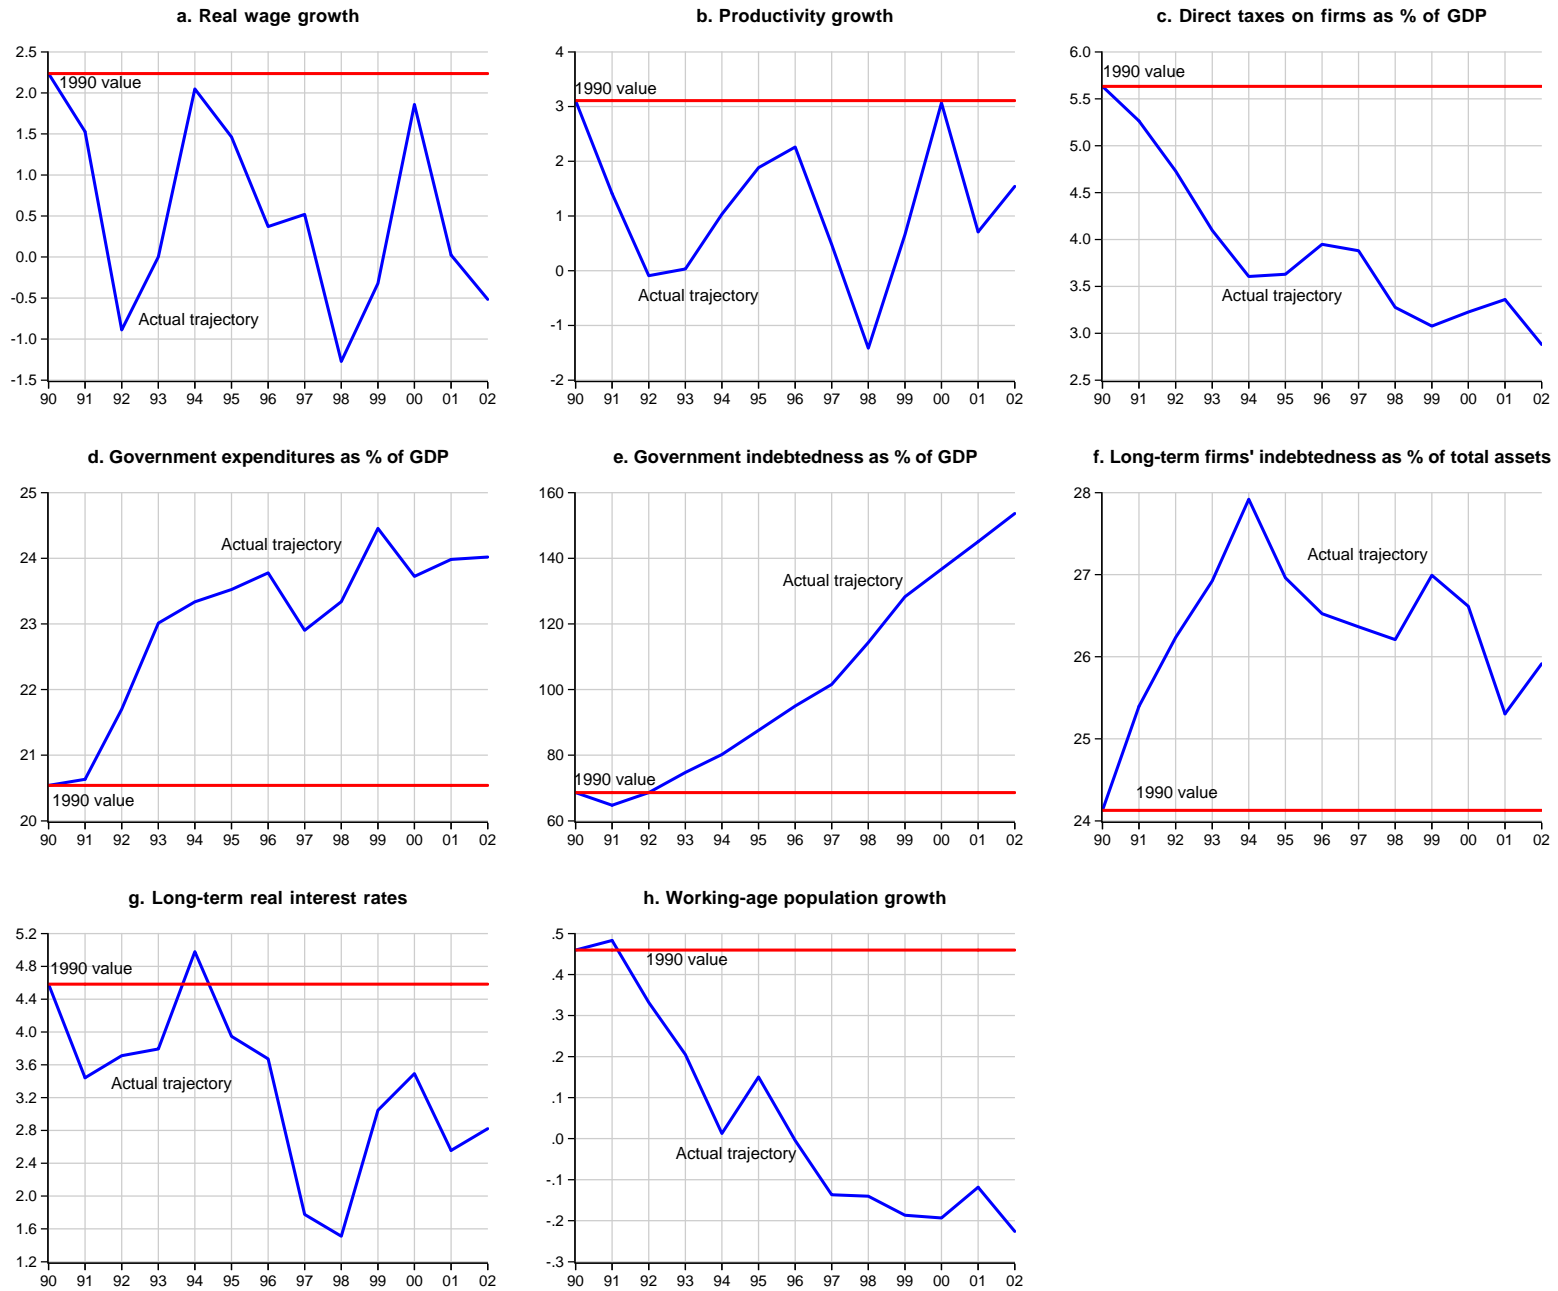 a. Real wage growth
2.5
2.0
1.5
1.0
0.5
0.0
-0.5
-1.0
-1.5
1990 value
Actual trajectory
90 91 92 93 94 95 96 97 98 99 00 01 02
b. Productivity growth
4
3
2
1
0
-1
-2
1990 value
Actual trajectory
90 91 92 93 94 95 96 97 98 99 00 01 02
c. Direct taxes on firms as % of GDP
6.0
5.5
5.0
4.5
4.0
3.5
3.0
2.5
1990 value
Actual trajectory
90 91 92 93 94 95 96 97 98 99 00 01 02
d. Government expenditures as % of GDP
25
24
23
22
21
20
Actual trajectory
1990 value
90 91 92 93 94 95 96 97 98 99 00 01 02
e. Government indebtedness as % of GDP
160
140
120
100
80
60
Actual trajectory
1990 value
90 91 92 93 94 95 96 97 98 99 00 01 02
f. Long-term firms' indebtedness as % of total assets
28
27
26
25
24
Actual trajectory
1990 value
90 91 92 93 94 95 96 97 98 99 00 01 02
g. Long-term real interest rates
5.2
4.8
4.4
4.0
3.6
3.2
2.8
2.4
2.0
1.6
1.2
1990 value
Actual trajectory
90 91 92 93 94 95 96 97 98 99 00 01 02
h. Working-age population growth
.5
.4
.3
.2
.1
.0
-.1
-.2
-.3
1990 value
Actual trajectory
90 91 92 93 94 95 96 97 98 99 00 01 02